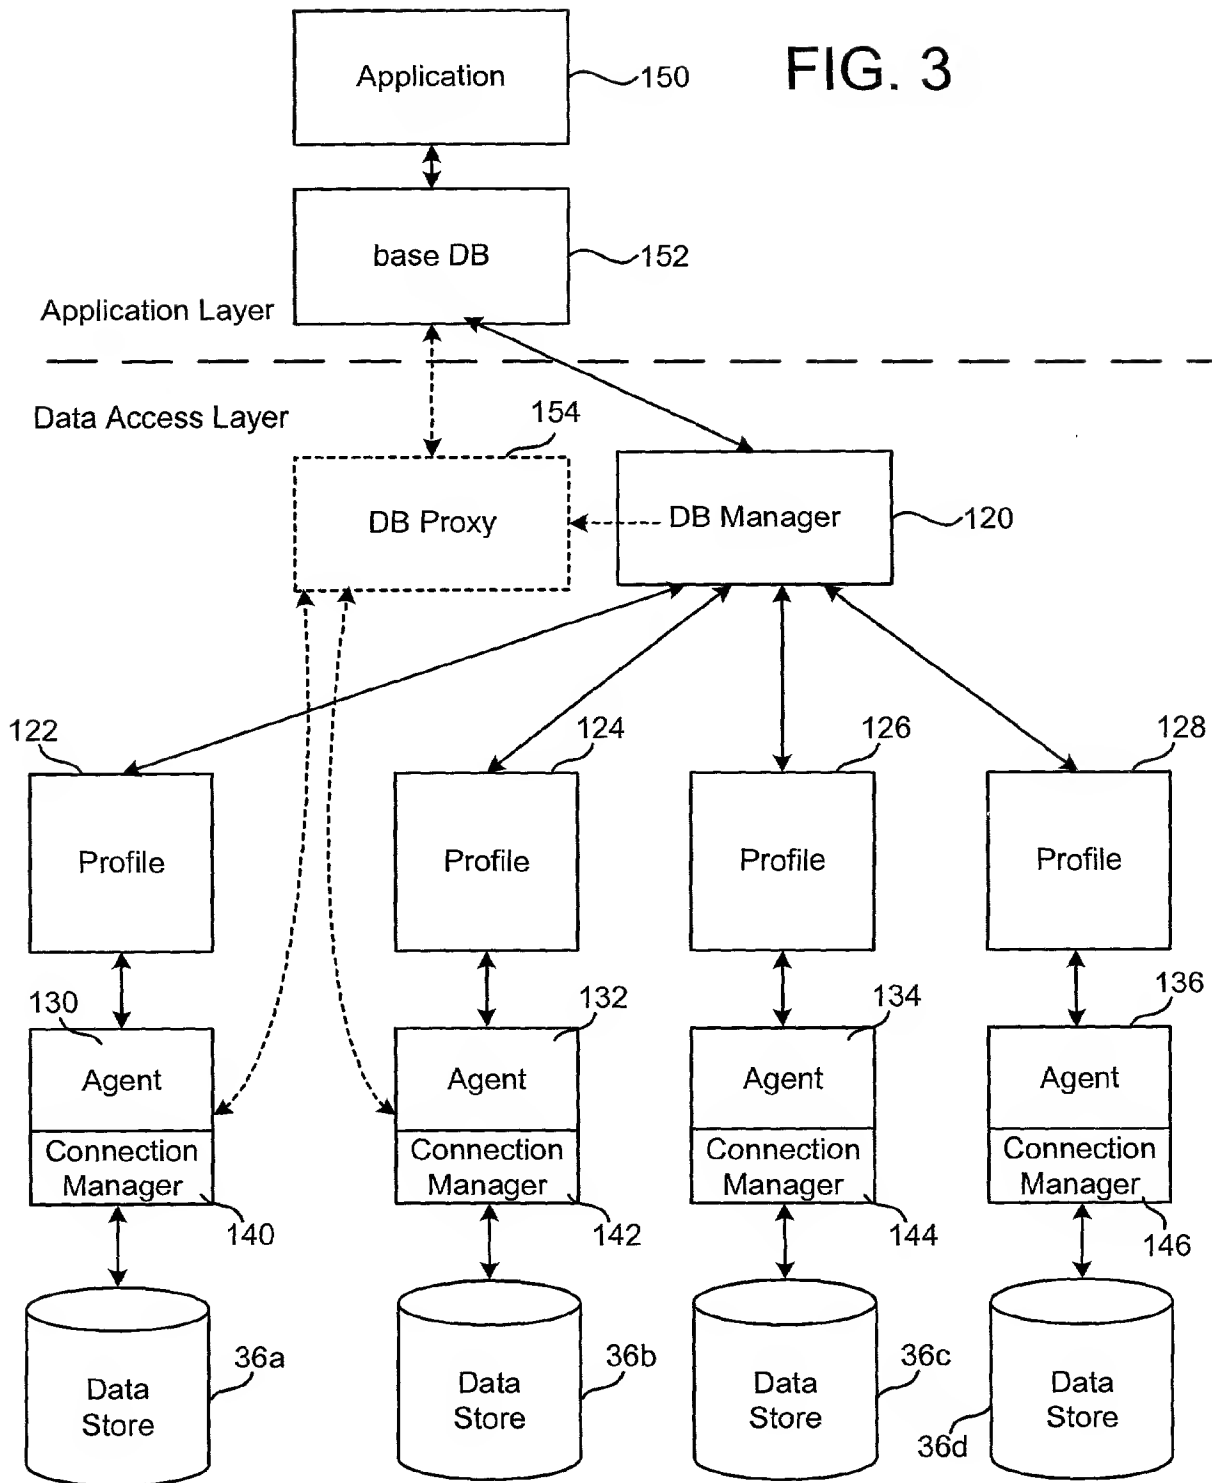 Application
150
FIG. 3
base DB
152
Application Layer
Data Access Layer
154
DB Proxy
DB Manager
120
122
124
126
128
Profile
Profile
Profile
Profile
130
132
134
136
Agent
Agent
Agent
Agent
Connection
Manager
Connection
Manager
Connection
Manager
Connection
Manager
140
142
144
146
36a
36b
36c
36d
Data
Store
Data
Store
Data
Store
Data
Store